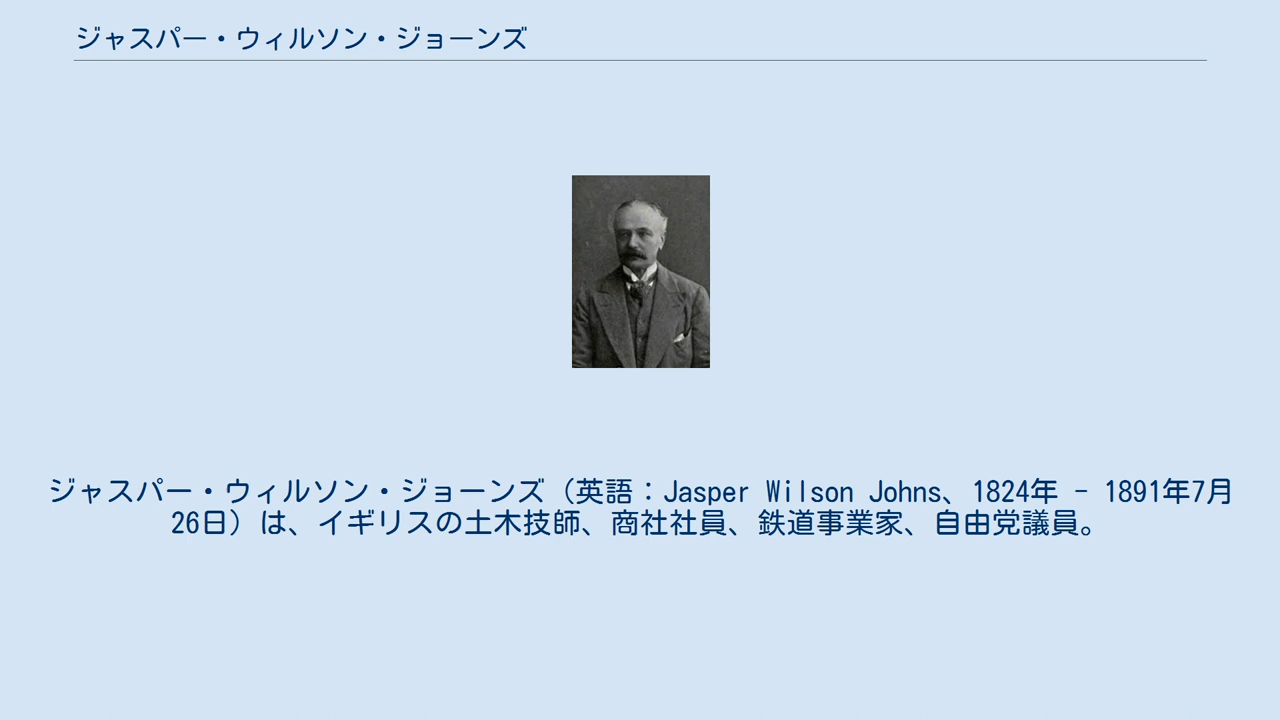 ジャスパー・ウィルソン・ジョーンズ
ジャスパー・ウィルソン・ジョーンズ（英語：Jasper Wilson Johns、1824年 - 1891年7月
26日）は、イギリスの土木技師、商社社員、鉄道事業家、自由党議員。